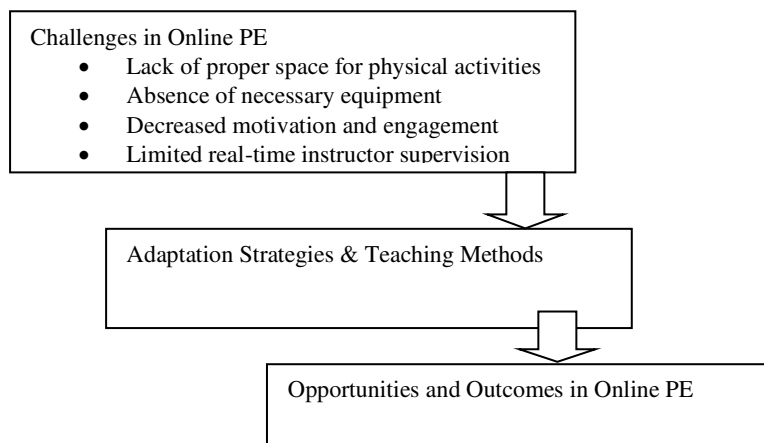 Challenges in Online PE
• Lack of proper space for physical activities
• Absence of necessary equipment
• Decreased motivation and engagement
• Limited real-time instructor supervision
Adaptation Strategies & Teaching Methods
Opportunities and Outcomes in Online PE